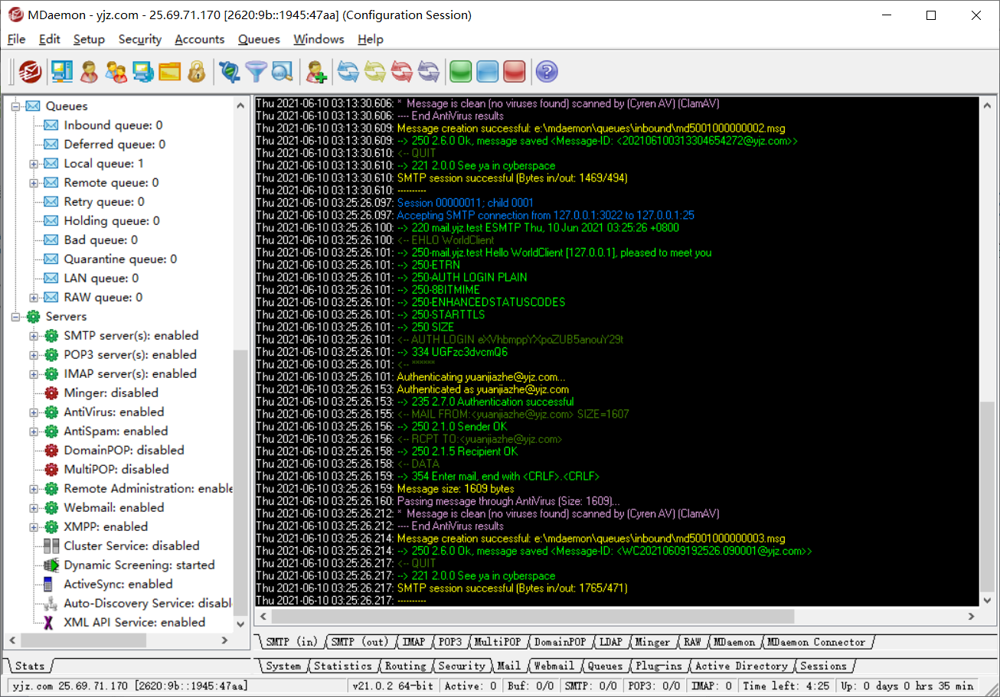 MDaemon - yjz.com - 25.69.71.170 [2620:9b::1945:47aa] (Configuration Session)
File Edit Setup Security Accounts Queues Windows Help
Queues
Inbound queue: 0
Deferred queue: 0
Local queue: 1
Remote queue: 0
Retry queue: 0
Holding queue: 0
Bad queue: 0
Quarantine queue: 0
LAN queue: 0
RAW queue: 0
Servers
SMTP server(s): enabled
POP3 server(s): enabled
IMAP server(s): enabled
Minger: disabled
AntiVirus: enabled
AntiSpam: enabled
DomainPOP: disabled
MultiPOP: disabled
Remote Administration: enable
Webmail: enabled
XMPP: enabled
Cluster Service: disabled
Dynamic Screening: started
ActiveSync: enabled
Auto-Discovery Service: disabl
XML API Service: enabled
Stats
Thu 2021-06-10 03:13:30.606: * Message is clean (no viruses found) scanned by (Cyren AV) (ClamAV)
Thu 2021-06-10 03:13:30.606: ---- End AntiVirus results
Thu 2021-06-10 03:13:30.609: Message creation successful: e:\mdaemon\queues\inbound\md5001000000002.msg
Thu 2021-06-10 03:13:30.609: --> 250 2.6.0 Ok, message saved <Message-ID: <202106100313304654272@yjz.com>>
Thu 2021-06-10 03:13:30.610: <-- QUIT
Thu 2021-06-10 03:13:30.610: --> 221 2.0.0 See ya in cyberspace
Thu 2021-06-10 03:13:30.610: SMTP session successful (Bytes in/out: 1469/494)
Thu 2021-06-10 03:13:30.610: ----------
Thu 2021-06-10 03:25:26.097: Session 00000011; child 0001
Thu 2021-06-10 03:25:26.097: Accepting SMTP connection from 127.0.0.1:3022 to 127.0.0.1:25
Thu 2021-06-10 03:25:26.100: --> 220 mail.yjz.test ESMTP Thu, 10 Jun 2021 03:25:26 +0800
Thu 2021-06-10 03:25:26.100: <-- EHLO WorldClient
Thu 2021-06-10 03:25:26.101: --> 250-mail.yjz.test Hello WorldClient [127.0.0.1], pleased to meet you
Thu 2021-06-10 03:25:26.101: --> 250-ETRN
Thu 2021-06-10 03:25:26.101: --> 250-AUTH LOGIN PLAIN
Thu 2021-06-10 03:25:26.101: --> 250-8BITMIME
Thu 2021-06-10 03:25:26.101: --> 250-ENHANCEDSTATUSCODES
Thu 2021-06-10 03:25:26.101: --> 250-STARTTLS
Thu 2021-06-10 03:25:26.101: --> 250 SIZE
Thu 2021-06-10 03:25:26.101: <-- AUTH LOGIN eXVhbmppYXpoZUB5anouY29t
Thu 2021-06-10 03:25:26.101: --> 334 UGFzc3dvcmQ6
Thu 2021-06-10 03:25:26.101: <-- ******
Thu 2021-06-10 03:25:26.101: Authenticating yuanjiazhe@yjz.com...
Thu 2021-06-10 03:25:26.153: Authenticated as yuanjiazhe@yjz.com
Thu 2021-06-10 03:25:26.153: --> 235 2.7.0 Authentication successful
Thu 2021-06-10 03:25:26.155: <-- MAIL FROM:<yuanjiazhe@yjz.com> SIZE=1607
Thu 2021-06-10 03:25:26.156: --> 250 2.1.0 Sender OK
Thu 2021-06-10 03:25:26.156: <-- RCPT TO:<yuanjiazhe@yjz.com>
Thu 2021-06-10 03:25:26.158: --> 250 2.1.5 Recipient OK
Thu 2021-06-10 03:25:26.158: <-- DATA
Thu 2021-06-10 03:25:26.159: --> 354 Enter mail, end with <CRLF>.<CRLF>
Thu 2021-06-10 03:25:26.159: Message size: 1609 bytes
Thu 2021-06-10 03:25:26.160: Passing message through AntiVirus (Size: 1609)...
Thu 2021-06-10 03:25:26.212: * Message is clean (no viruses found) scanned by (Cyren AV) (ClamAV)
Thu 2021-06-10 03:25:26.212: ---- End AntiVirus results
Thu 2021-06-10 03:25:26.214: Message creation successful: e:\mdaemon\queues\inbound\md5001000000003.msg
Thu 2021-06-10 03:25:26.214: --> 250 2.6.0 Ok, message saved <Message-ID: <WC20210609192526.090001@yjz.com>>
Thu 2021-06-10 03:25:26.217: <-- QUIT
Thu 2021-06-10 03:25:26.217: --> 221 2.0.0 See ya in cyberspace
Thu 2021-06-10 03:25:26.217: SMTP session successful (Bytes in/out: 1765/471)
Thu 2021-06-10 03:25:26.217: ----------
SMTP (in) SMTP (out) IMAP POP3 MultiPOP DomainPOP LDAP Minger RAW MDaemon MDaemon Connector
System Statistics Routing Security Mail Webmail Queues Plug-ins Active Directory Sessions
yjz.com 25.69.71.170 [2620:9b::1945:47aa] v21.0.2 64-bit Active: 0 Buf: 0/0 SMTP: 0/0 POP3: 0/0 IMAP: 0 Time left: 4:25 Up: 0 days 0 hrs 35 min